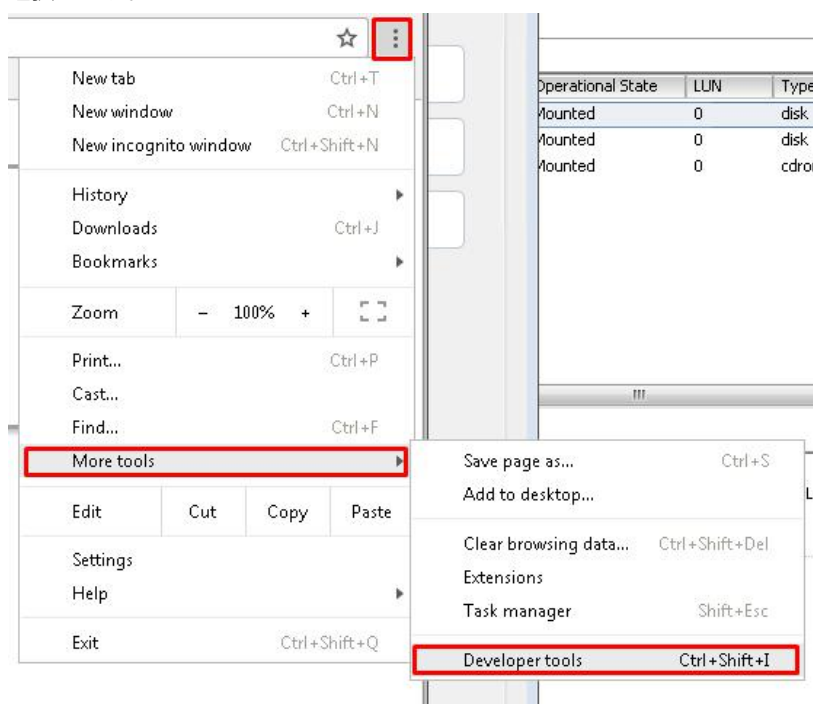 New tab Ctrl+T
New window Ctrl+N
New incognito window Ctrl+Shift+N
History
Downloads Ctrl+J
Bookmarks
Zoom − 100% +
Print... Ctrl+P
Cast...
Find... Ctrl+F
More tools
Edit Cut Copy Paste
Settings
Help
Exit Ctrl+Shift+Q
Save page as... Ctrl+S
Add to desktop...
Clear browsing data... Ctrl+Shift+Del
Extensions
Task manager Shift+Esc
Developer tools Ctrl+Shift+I
Operational State LUN Type
Mounted 0 disk
Mounted 0 disk
Mounted 0